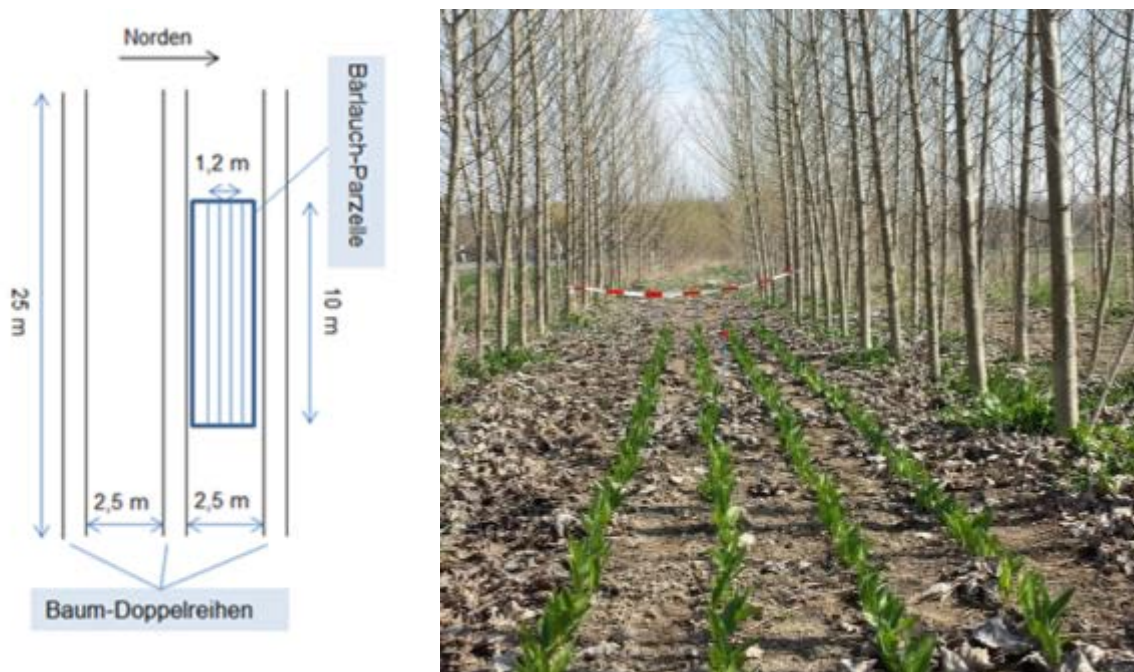 Norden
Bärlauch-Parzelle
1,2 m
25 m
10 m
2,5 m
2,5 m
Baum-Doppelreihen